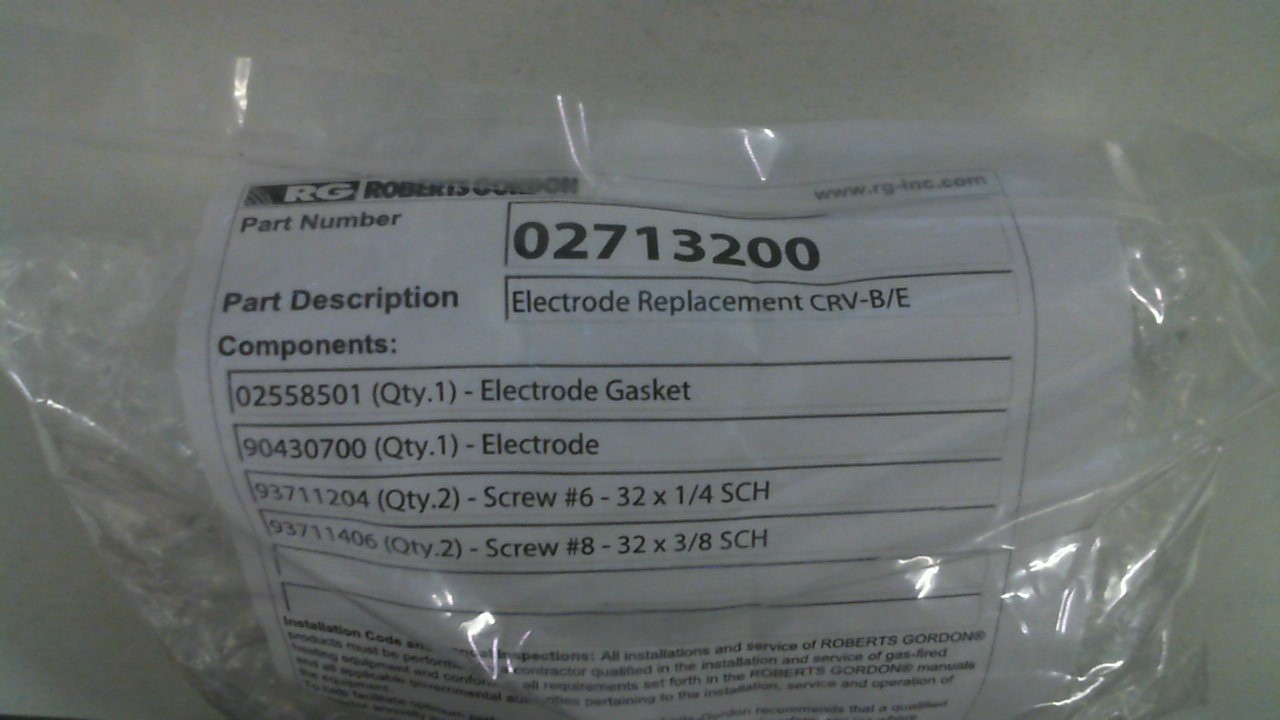 RG ROBERTS GORDON
www.rg-inc.com
Part Number
02713200
Part Description
Electrode Replacement CRV-B/E
Components:
02558501 (Qty.1) - Electrode Gasket
90430700 (Qty.1) - Electrode
93711204 (Qty.2) - Screw #6 - 32 x 1/4 SCH
93711406 (Qty.2) - Screw #8 - 32 x 3/8 SCH
Installation Code Inspections: All installations and service of ROBERTS GORDON®
products must be contractor qualified in the installation and service of gas-fired
heating equipment and all requirements set forth in the ROBERTS GORDON® manuals
and all applicable governmental pertaining to the installation, service and operation of
the equipment.
recommends that a qualified